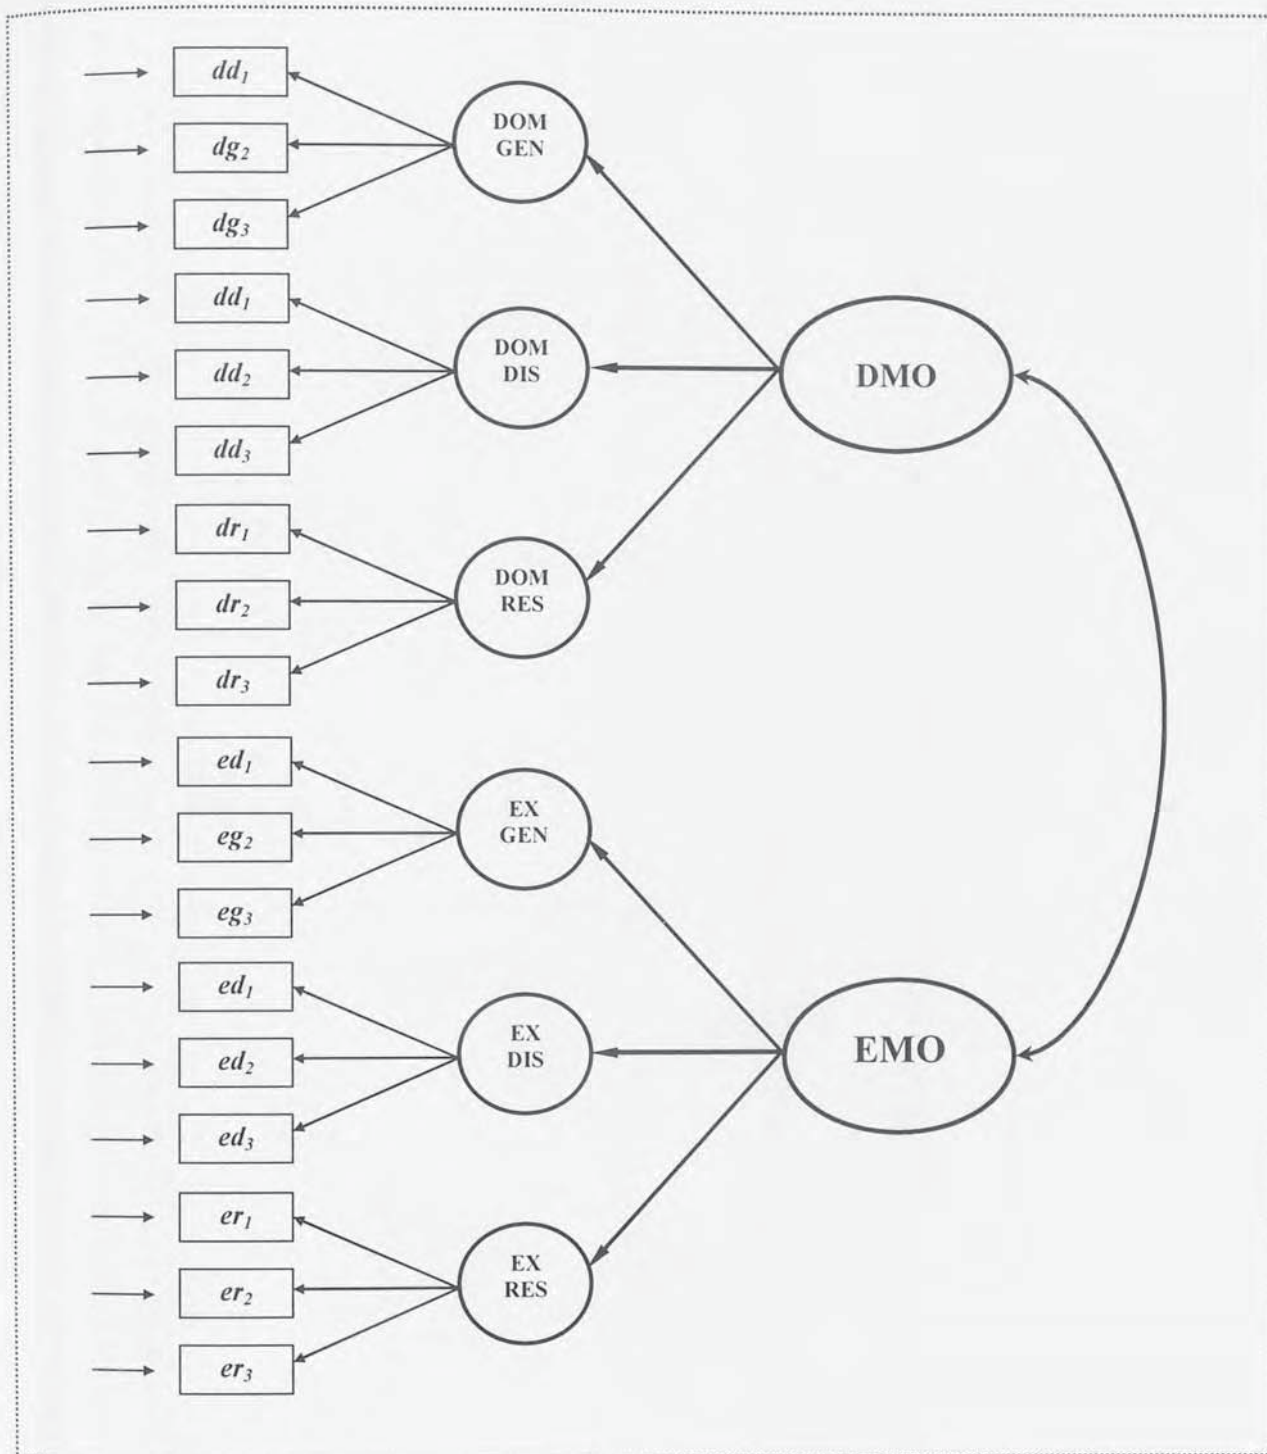 dd₁
dg₂
dg₃
DOM
GEN
dd₁
dd₂
dd₃
DOM
DIS
DMO
dr₁
dr₂
dr₃
DOM
RES
ed₁
eg₂
eg₃
EX
GEN
ed₁
ed₂
ed₃
EX
DIS
EMO
er₁
er₂
er₃
EX
RES